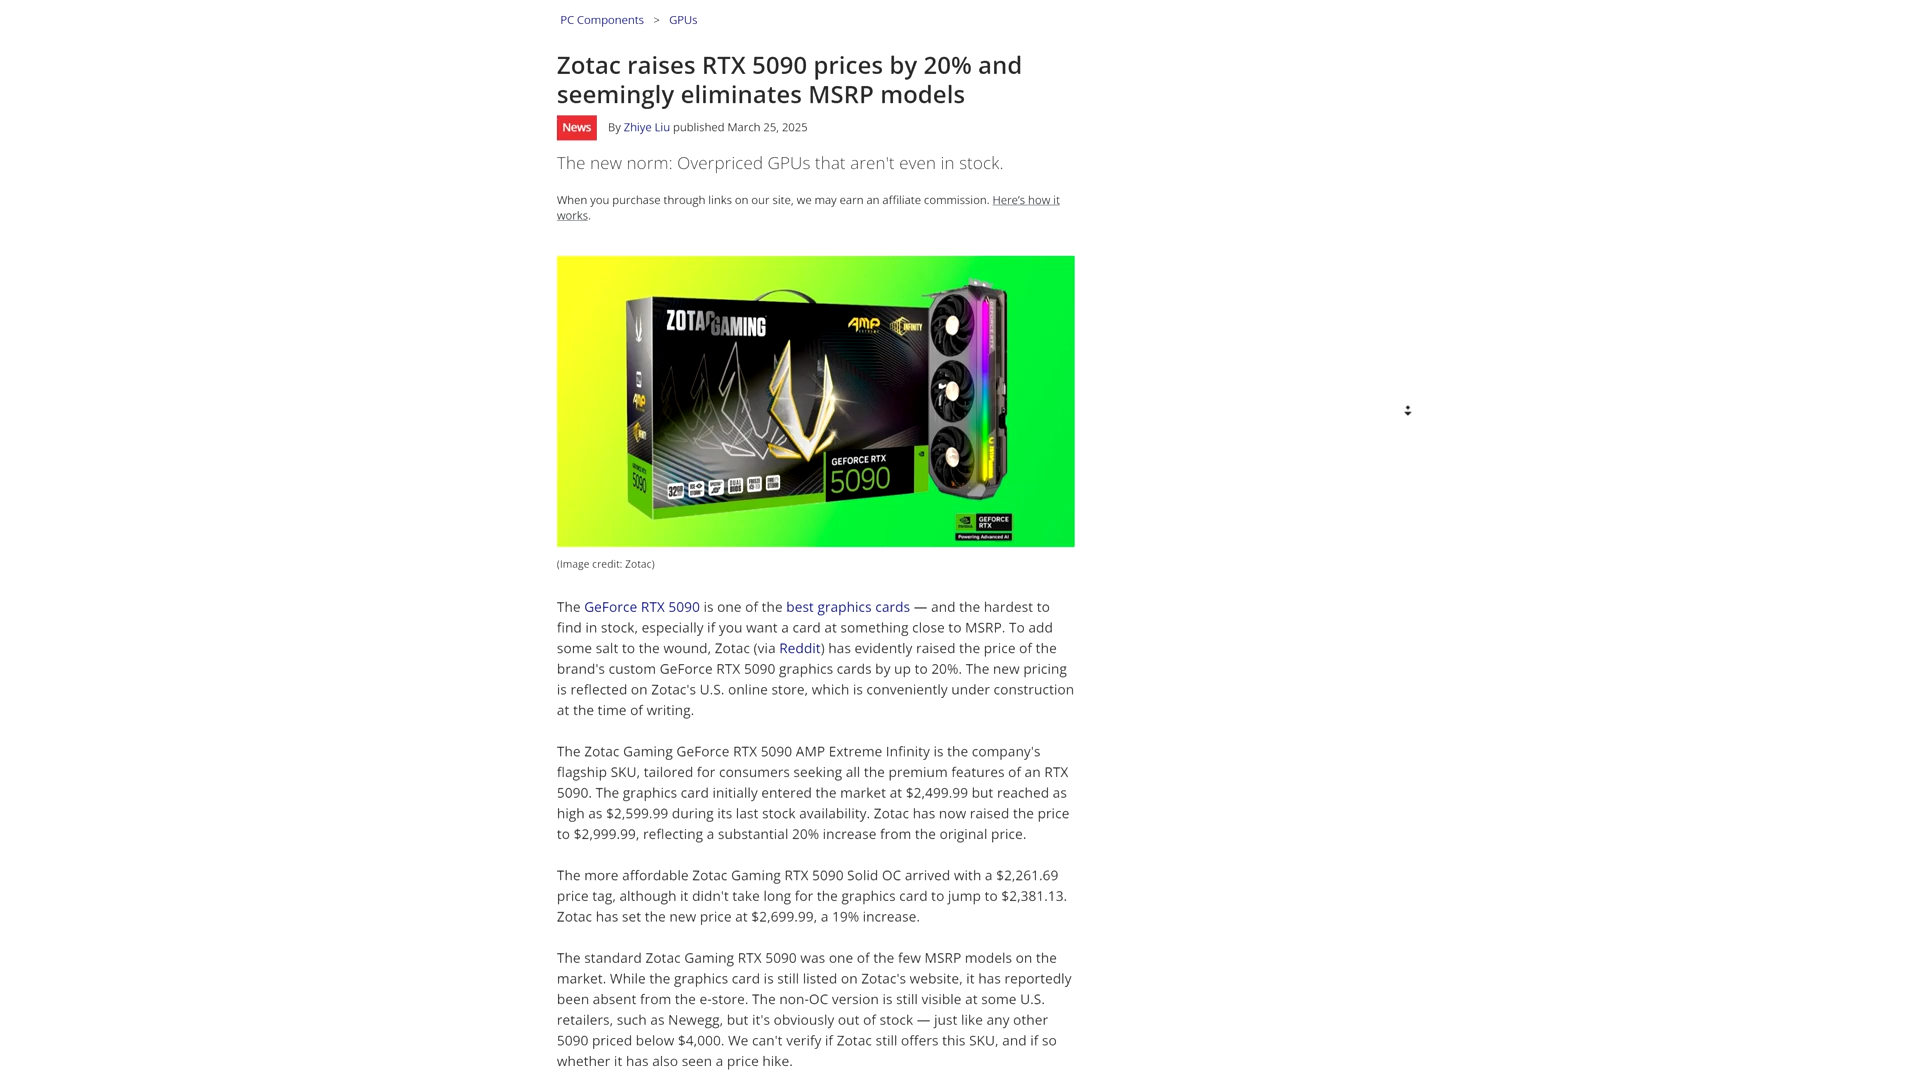 PC Components > GPUs
Zotac raises RTX 5090 prices by 20% and
seemingly eliminates MSRP models
News By Zhiye Liu published March 25, 2025
The new norm: Overpriced GPUs that aren't even in stock.
When you purchase through links on our site, we may earn an affiliate commission. Here's how it
works.
ZOTAC GAMING
AMP
INFINITY
GEFORCE RTX
5090
5090
32GB
GEFORCE
RTX
Powering Advanced AI
(Image credit: Zotac)
The GeForce RTX 5090 is one of the best graphics cards — and the hardest to
find in stock, especially if you want a card at something close to MSRP. To add
some salt to the wound, Zotac (via Reddit) has evidently raised the price of the
brand's custom GeForce RTX 5090 graphics cards by up to 20%. The new pricing
is reflected on Zotac's U.S. online store, which is conveniently under construction
at the time of writing.
The Zotac Gaming GeForce RTX 5090 AMP Extreme Infinity is the company's
flagship SKU, tailored for consumers seeking all the premium features of an RTX
5090. The graphics card initially entered the market at $2,499.99 but reached as
high as $2,599.99 during its last stock availability. Zotac has now raised the price
to $2,999.99, reflecting a substantial 20% increase from the original price.
The more affordable Zotac Gaming RTX 5090 Solid OC arrived with a $2,261.69
price tag, although it didn't take long for the graphics card to jump to $2,381.13.
Zotac has set the new price at $2,699.99, a 19% increase.
The standard Zotac Gaming RTX 5090 was one of the few MSRP models on the
market. While the graphics card is still listed on Zotac's website, it has reportedly
been absent from the e-store. The non-OC version is still visible at some U.S.
retailers, such as Newegg, but it's obviously out of stock — just like any other
5090 priced below $4,000. We can't verify if Zotac still offers this SKU, and if so
whether it has also seen a price hike.